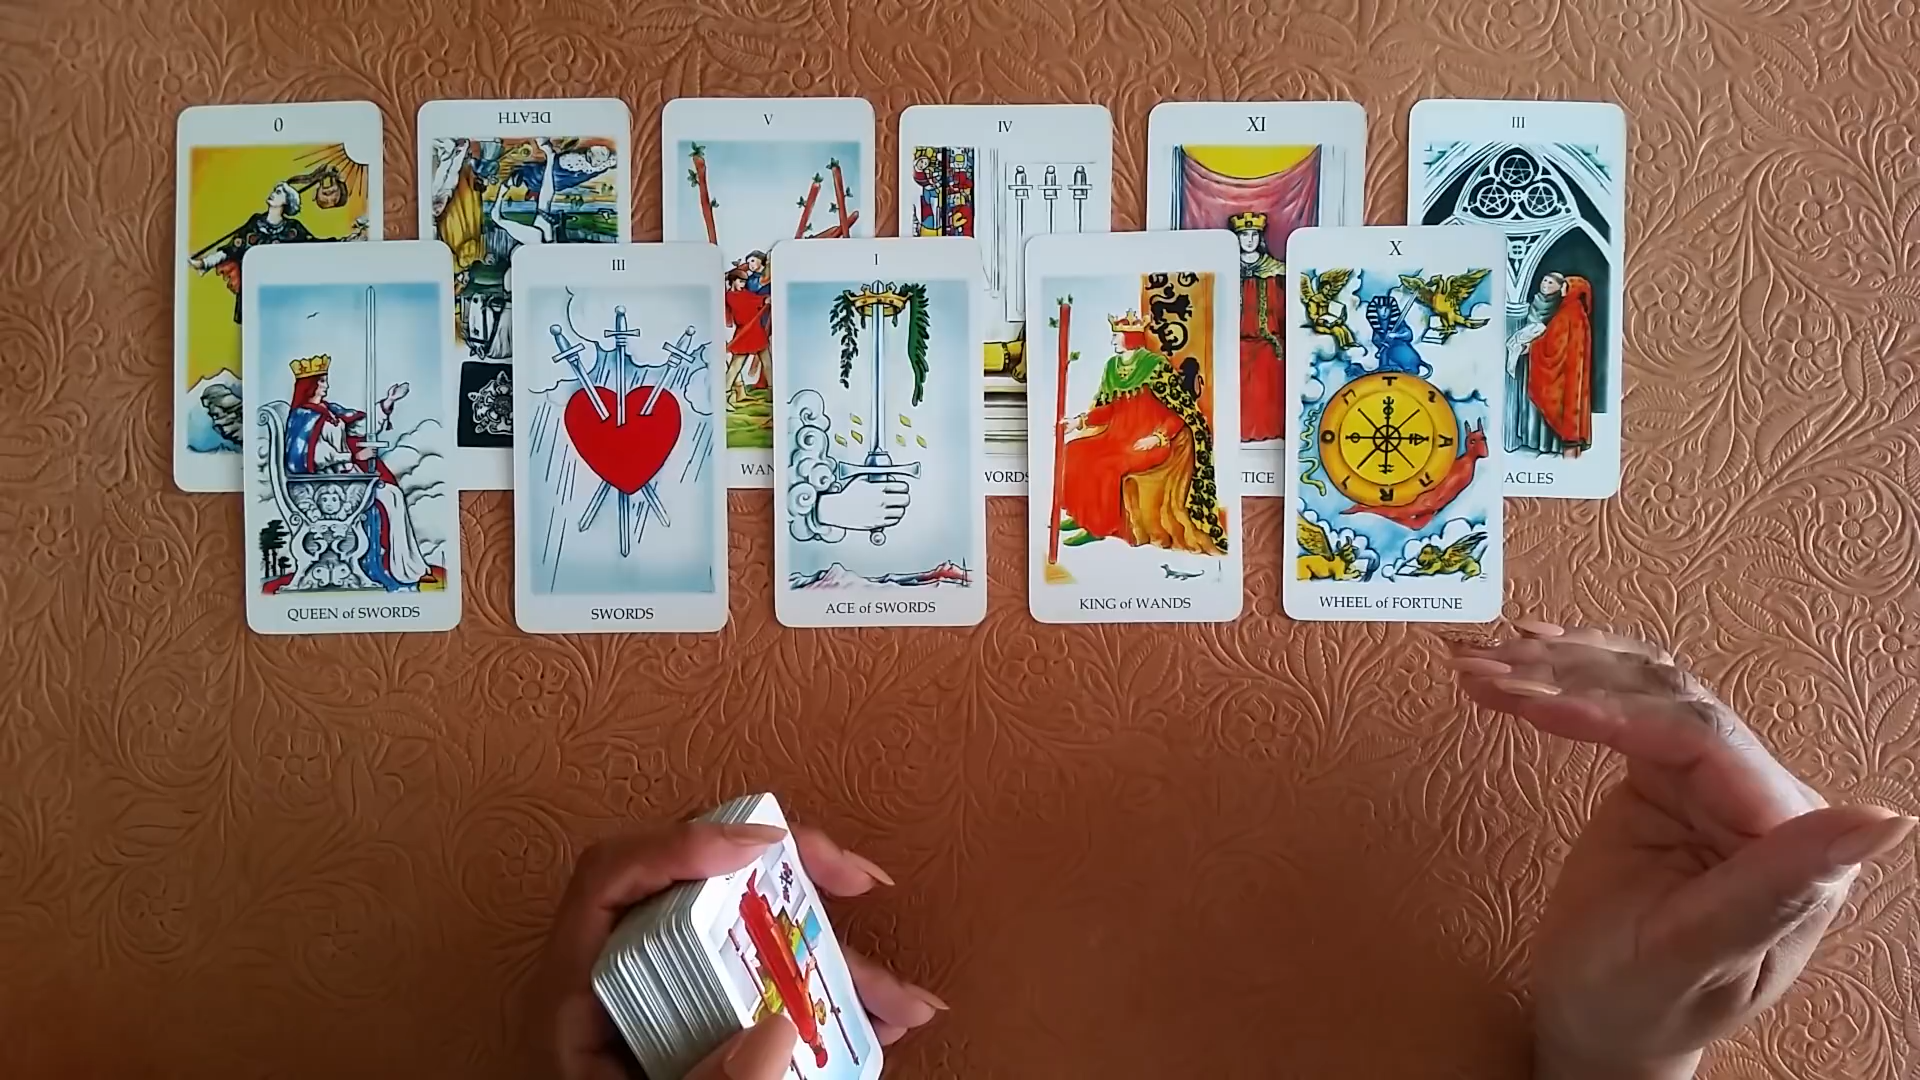 0
DEATH
V
IV
XI
III
WAN
WORDS
TICE
ACLES
III
I
X
QUEEN of SWORDS
SWORDS
ACE of SWORDS
KING of WANDS
WHEEL of FORTUNE